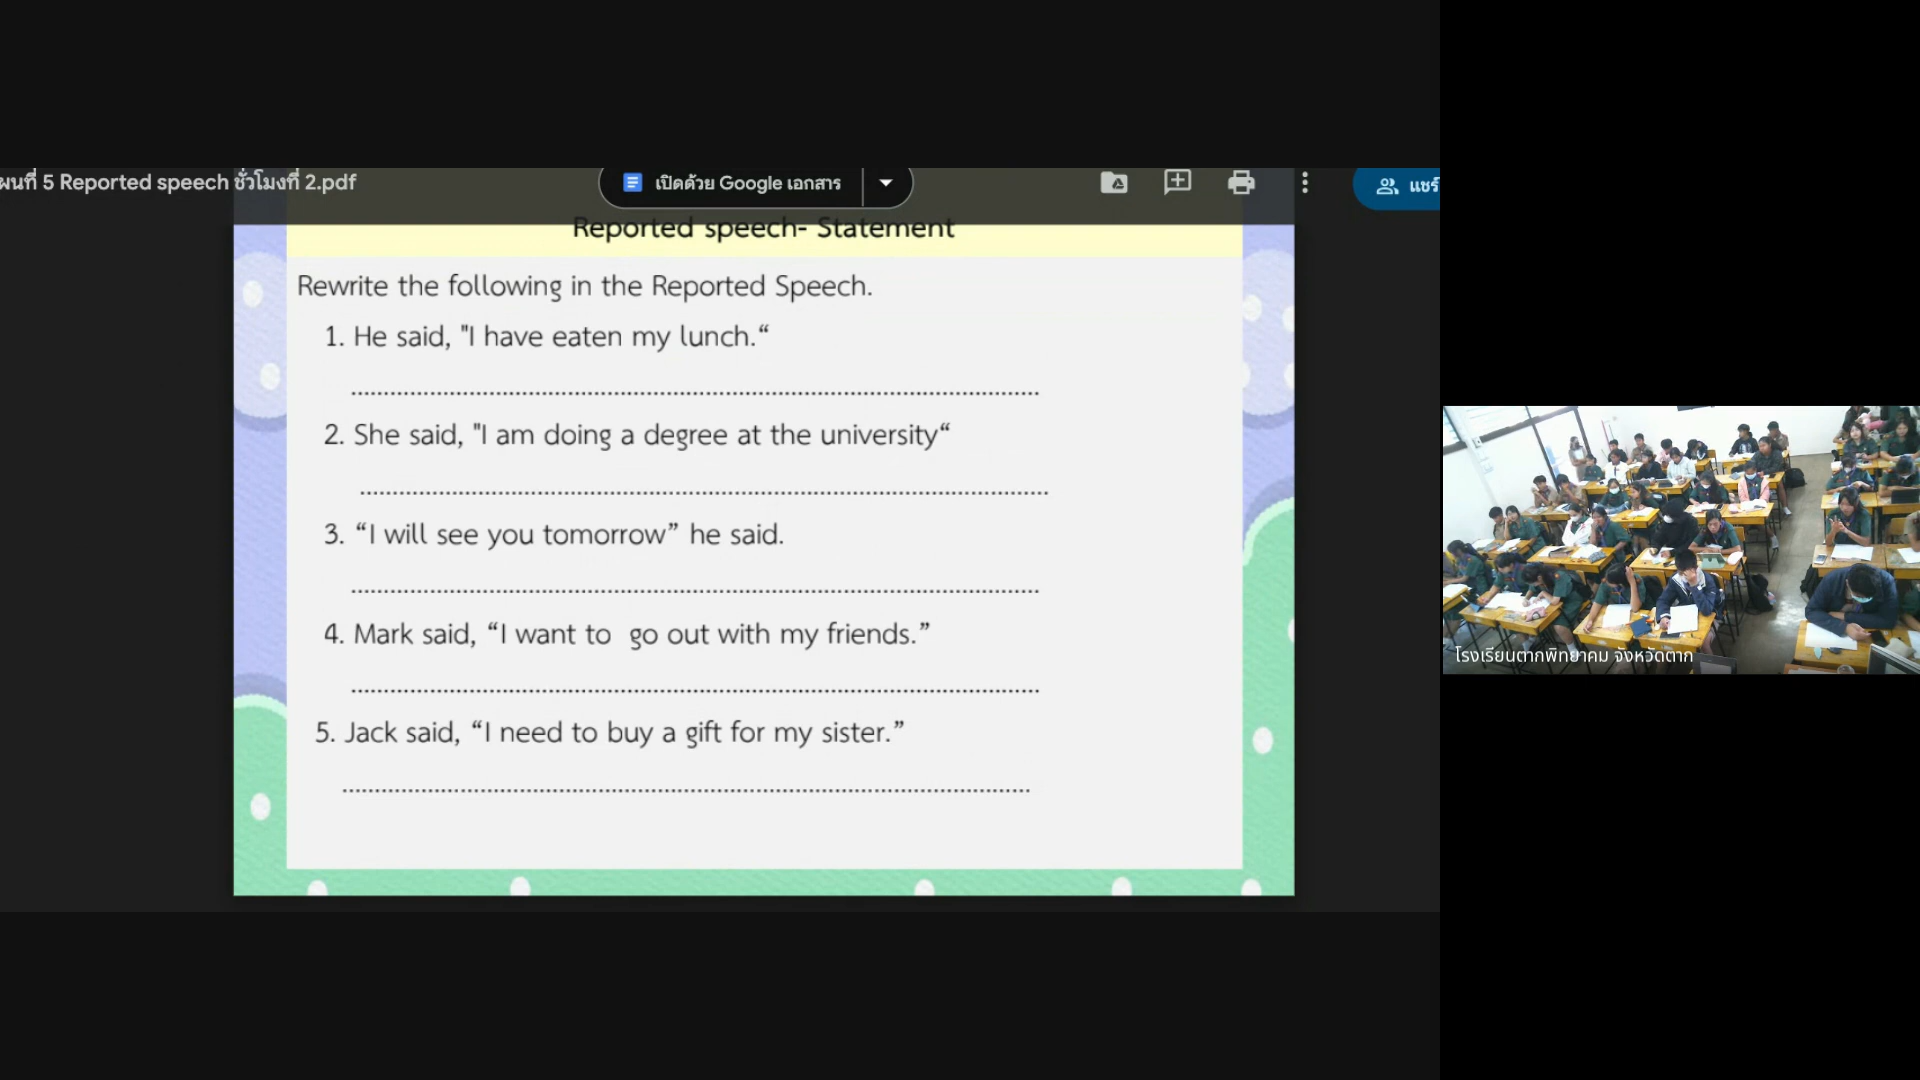 ผนที่ 5 Reported speech ชั่วโมงที่ 2.pdf
เปิดด้วย Google เอกสาร
แชร์
Reported speech- Statement
Rewrite the following in the Reported Speech.
1. He said, "I have eaten my lunch.“
................................................................
2. She said, "I am doing a degree at the university“
................................................................
3. “I will see you tomorrow” he said.
................................................................
4. Mark said, “I want to  go out with my friends.”
................................................................
5. Jack said, “I need to buy a gift for my sister.”
................................................................
โรงเรียนตากพิทยาคม จังหวัดตาก